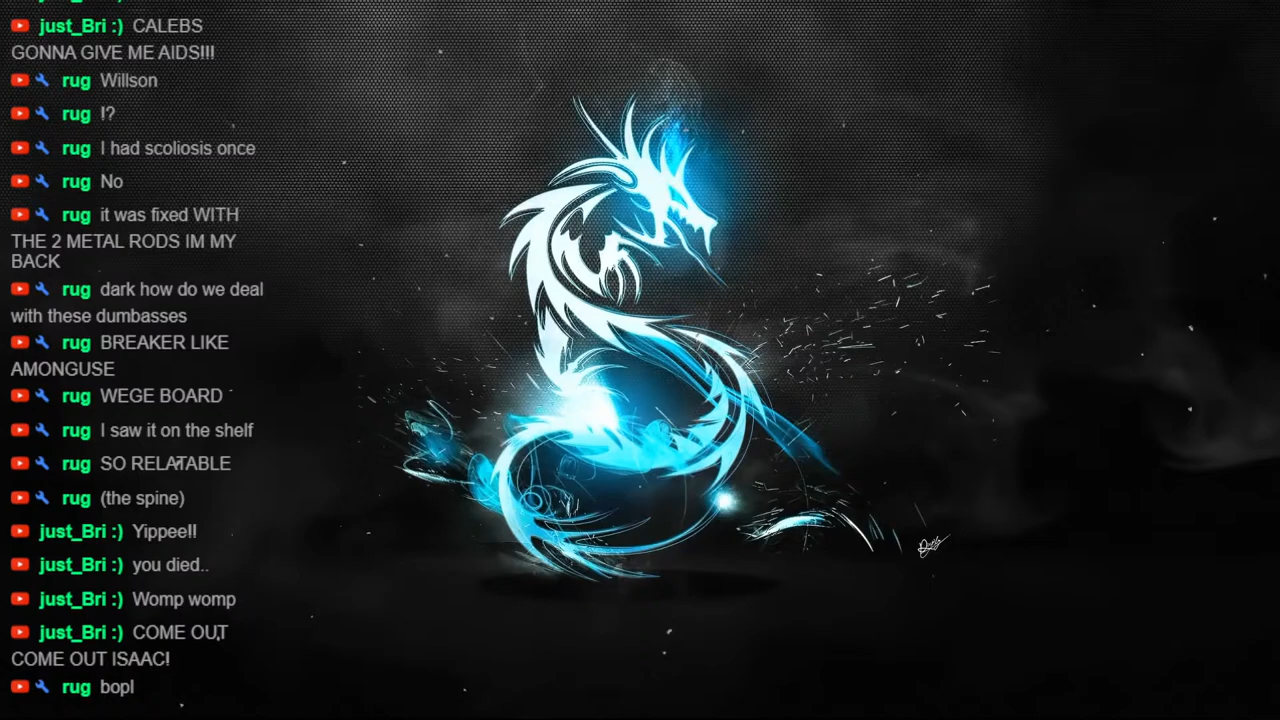 just_Bri :) CALEBS
GONNA GIVE ME AIDS!!!
rug Willson
rug !?
rug I had scoliosis once
rug No
rug it was fixed WITH
THE 2 METAL RODS IM MY
BACK
rug dark how do we deal
with these dumbasses
rug BREAKER LIKE
AMONGUSE
rug WEGE BOARD
rug I saw it on the shelf
rug SO RELATABLE
rug (the spine)
just_Bri :) Yippee!!
just_Bri :) you died..
just_Bri :) Womp womp
just_Bri :) COME OUT
COME OUT ISAAC!
rug bopl